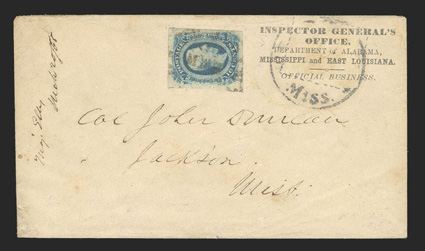 INSPECTOR GENERAL'S
OFFICE,
DEPARTMENT of ALABAMA,
MISSISSIPPI and EAST LOUISIANA.
OFFICIAL BUSINESS.
MISS.
Col John Duncan
Jackson
Miss.